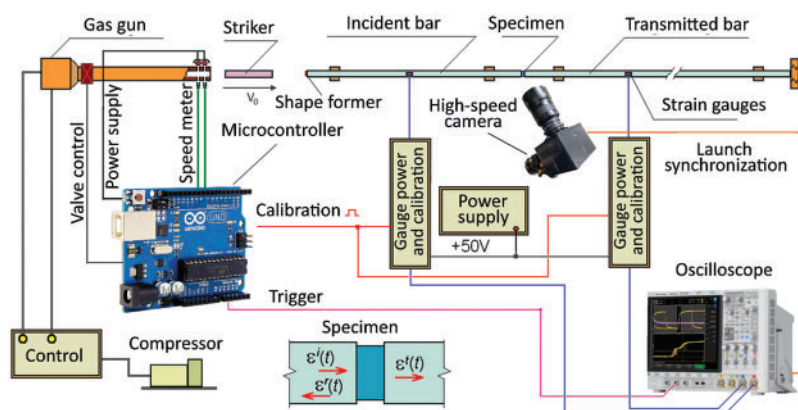 Gas gun
Striker
Incident bar
Specimen
Transmitted bar
V₀
Shape former
High-speed
camera
Strain gauges
Power supply
Speed meter
Microcontroller
Valve control
Launch
synchronization
Gauge power
and calibration
Power
supply
Gauge power
and calibration
Calibration
+50V
UNO
ARDUINO
Oscilloscope
Trigger
Specimen
Control
Compressor
εⁱ(t)
εʳ(t)
εᵗ(t)